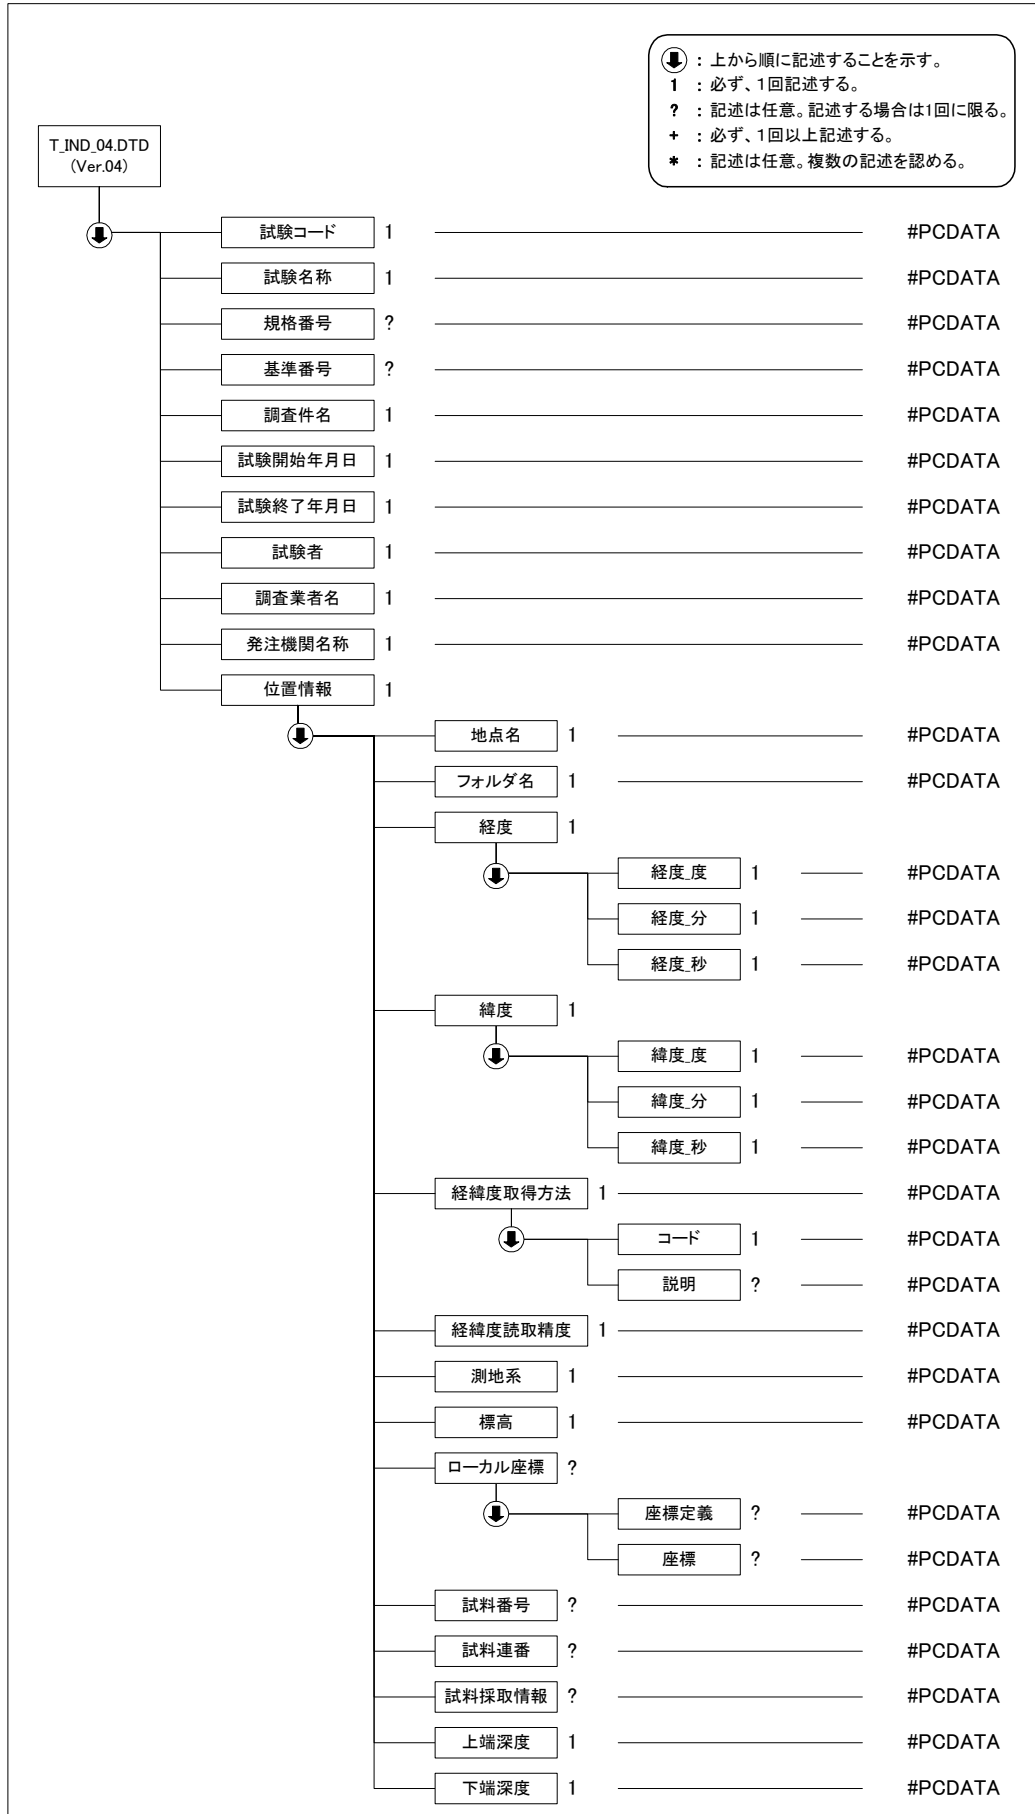 : 上から順に記述することを示す。
1 : 必ず、1回記述する。
? : 記述は任意。記述する場合は1回に限る。
+ : 必ず、1回以上記述する。
* : 記述は任意。複数の記述を認める。
T_IND_04.DTD
(Ver.04)
試験コード 1 #PCDATA
試験名称 1 #PCDATA
規格番号 ? #PCDATA
基準番号 ? #PCDATA
調査件名 1 #PCDATA
試験開始年月日 1 #PCDATA
試験終了年月日 1 #PCDATA
試験者 1 #PCDATA
調査業者名 1 #PCDATA
発注機関名称 1 #PCDATA
位置情報 1
地点名 1 #PCDATA
フォルダ名 1 #PCDATA
経度 1
経度_度 1 #PCDATA
経度_分 1 #PCDATA
経度_秒 1 #PCDATA
緯度 1
緯度_度 1 #PCDATA
緯度_分 1 #PCDATA
緯度_秒 1 #PCDATA
経緯度取得方法 1 #PCDATA
コード 1 #PCDATA
説明 ? #PCDATA
経緯度読取精度 1 #PCDATA
測地系 1 #PCDATA
標高 1 #PCDATA
ローカル座標 ?
座標定義 ? #PCDATA
座標 ? #PCDATA
試料番号 ? #PCDATA
試料連番 ? #PCDATA
試料採取情報 ? #PCDATA
上端深度 1 #PCDATA
下端深度 1 #PCDATA